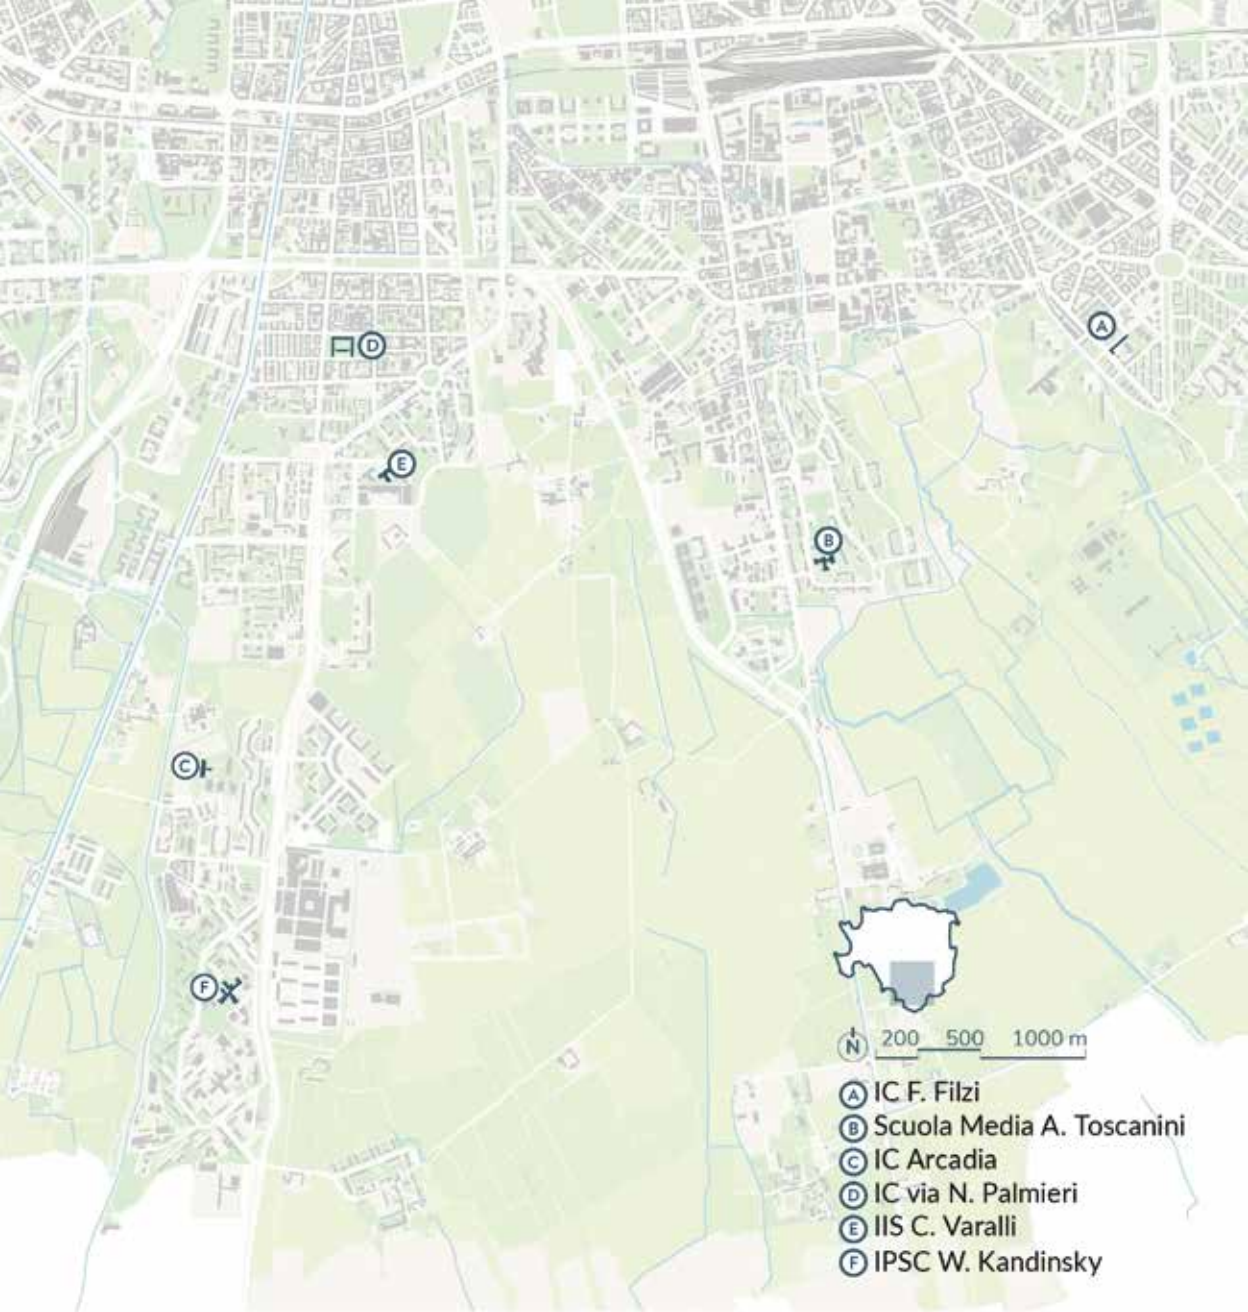 A
D
E
B
C
F
N 200 500 1000 m
A IC F. Filzi
B Scuola Media A. Toscanini
C IC Arcadia
D IC via N. Palmieri
E IIS C. Varalli
F IPSC W. Kandinsky